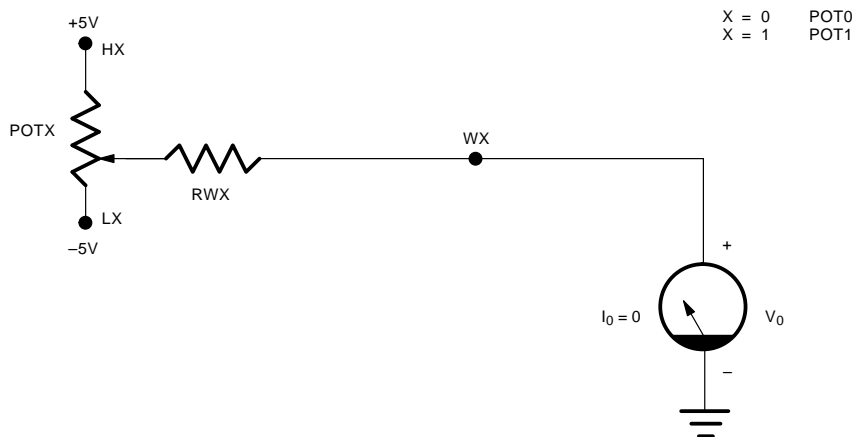 +5V
HX
X = 0 POT0
X = 1 POT1
POTX
WX
RWX
LX
–5V
+
I0 = 0
V0
–